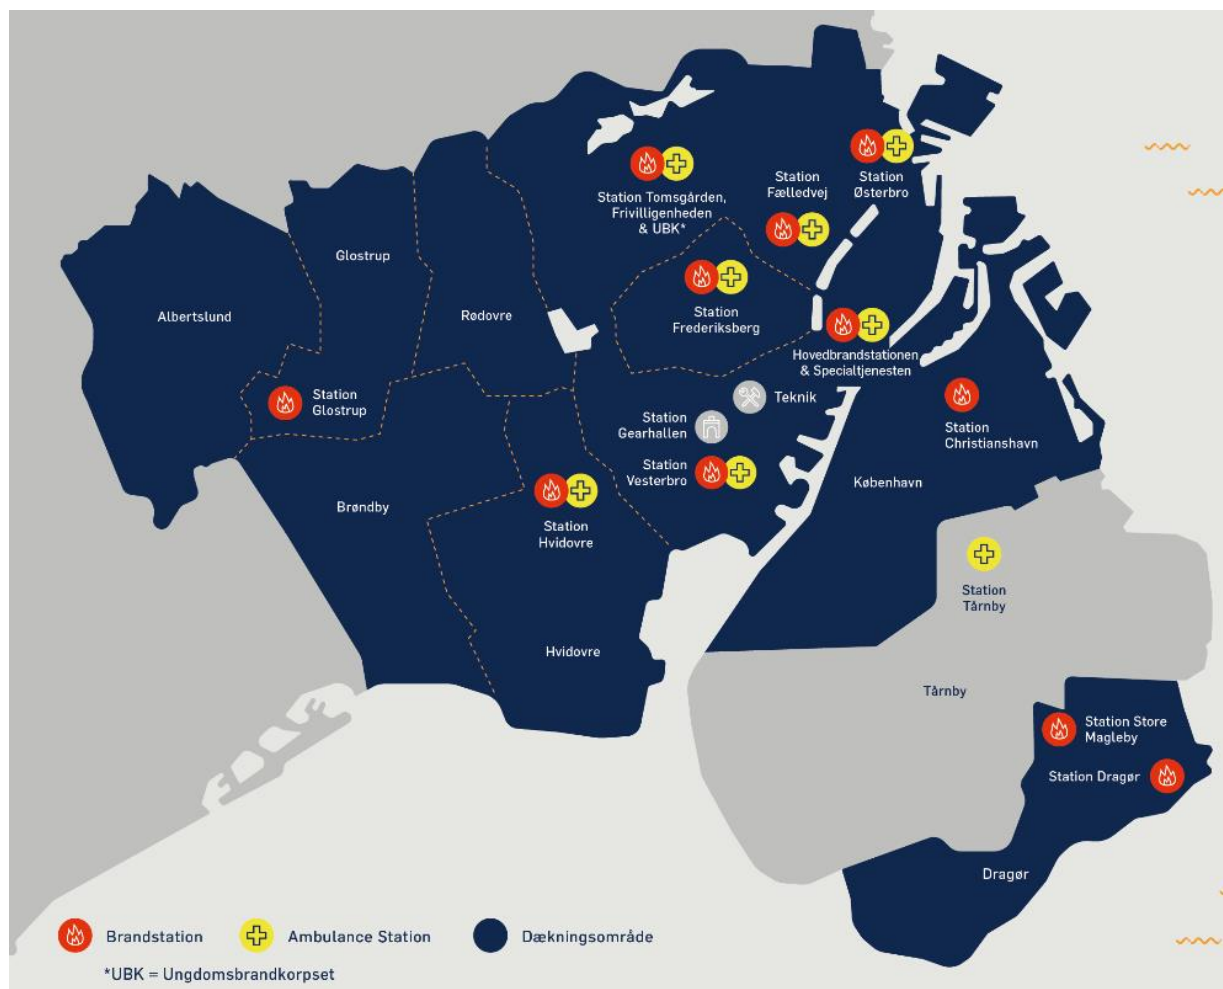 Station
Fælledvej
Station
Østerbro
Station Tomsgården,
Frivilligenheden
& UBK*
Glostrup
Albertslund
Rødovre
Station
Frederiksberg
Hovedbrandstationen
& Specialtjenesten
Station
Glostrup
Teknik
Station
Gearhallen
Station
Christianshavn
Station
Vesterbro
København
Brøndby
Station
Hvidovre
Station
Tårnby
Hvidovre
Tårnby
Station Store
Magleby
Station Dragør
Dragør
Brandstation
Ambulance Station
Dækningsområde
*UBK = Ungdomsbrandkorpset